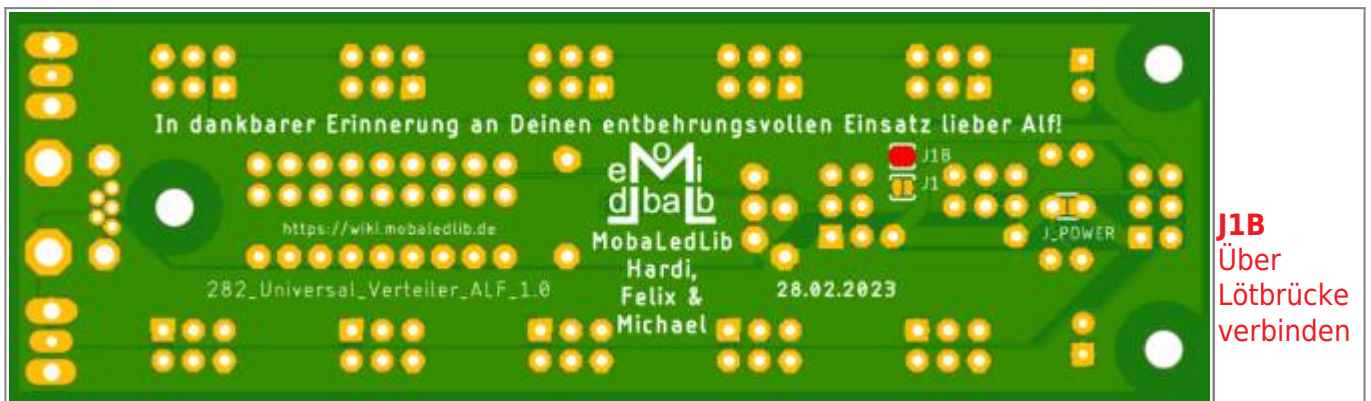 In dankbarer Erinnerung an Deinen entbehrungsvollen Einsatz lieber Alf!
J1B
J1
https://wiki.mobaledlib.de
MobaLedLib
Hardi,
Felix &
Michael
J_POWER
282_Universal_Verteiler_ALF_1.0
28.02.2023
J1B
Über
Lötbrücke
verbinden